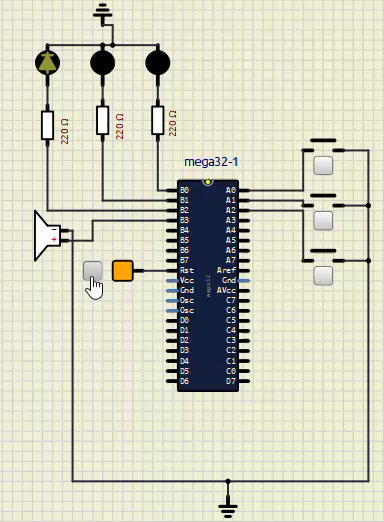 220 Ω
220 Ω
220 Ω
mega32-1
B0 A0
B1 A1
B2 A2
B3 A3
B4 A4
B5 A5
B6 A6
B7 A7
Rst Aref
Vcc Gnd
Gnd AVcc
Osc C7
Osc C6
D0 C5
D1 C4
D2 C3
D3 C2
D4 C1
D5 C0
D6 D7
mega32
- +